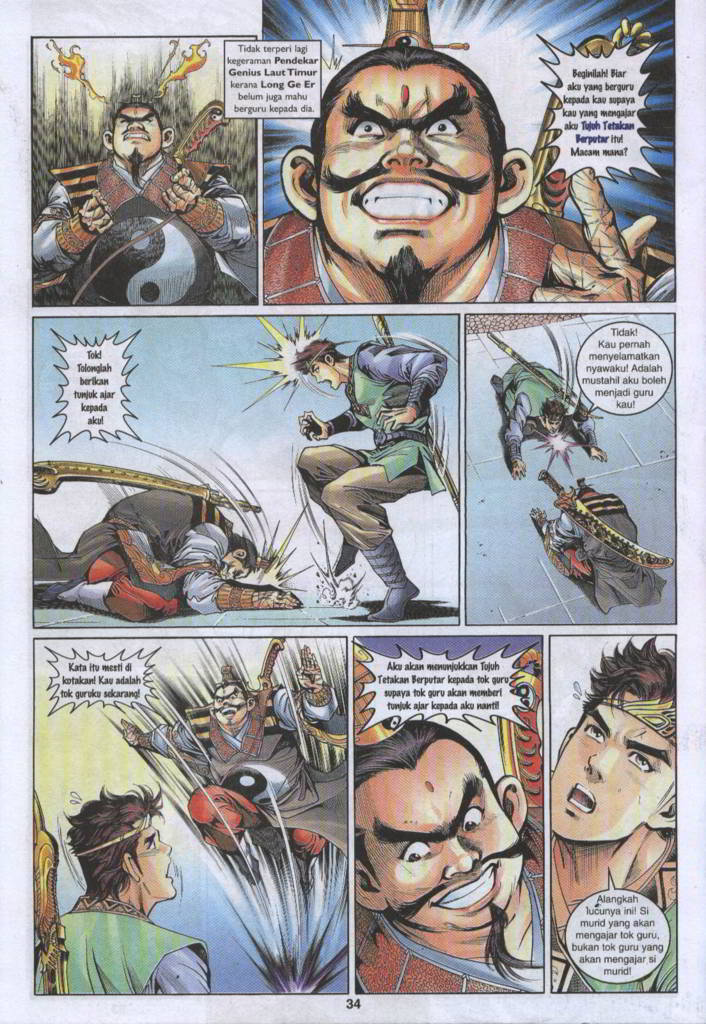 Tidak terperi lagi
kegeraman Pendekar
Genius Laut Timur
kerana Long Ge Er
belum juga mahu
berguru kepada dia.
Beginilah! Biar
aku yang berguru
kepada kau supaya
kau yang mengajar
aku Tujuh Tetakan
Berputar itu!
Macam mana?
Tok!
Tolonglah
berikan
tunjuk ajar
kepada
aku!
Tidak!
Kau pernah
menyelamatkan
nyawaku! Adalah
mustahil aku boleh
menjadi guru
kau!
Kata itu mesti di
kotakan! Kau adalah
tok guruku sekarang!
Aku akan menunjukkan Tujuh
Tetakan Berputar kepada tok guru
supaya tok guru akan memberi
tunjuk ajar kepada aku nanti!
Alangkah
lucunya ini! Si
murid yang akan
mengajar tok guru,
bukan tok guru yang
akan mengajar si
murid!
34